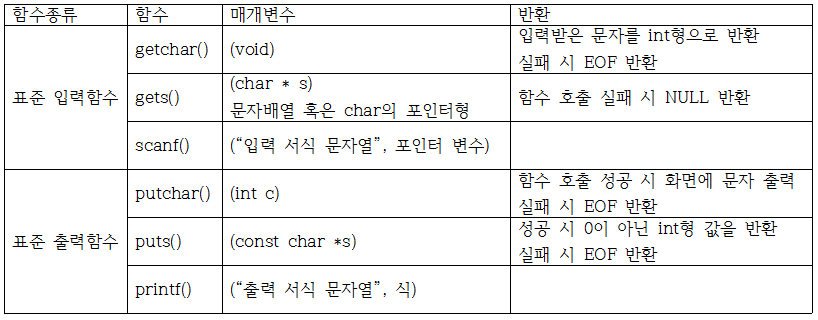 함수종류 함수 매개변수 반환
표준 입력함수
getchar() (void) 입력받은 문자를 int형으로 반환
실패 시 EOF 반환
gets() (char * s)
문자배열 혹은 char의 포인터형
함수 호출 실패 시 NULL 반환
scanf() (“입력 서식 문자열”, 포인터 변수)
표준 출력함수
putchar() (int c) 함수 호출 성공 시 화면에 문자 출력
실패 시 EOF 반환
puts() (const char *s) 성공 시 0이 아닌 int형 값을 반환
실패 시 EOF 반환
printf() (“출력 서식 문자열”, 식)